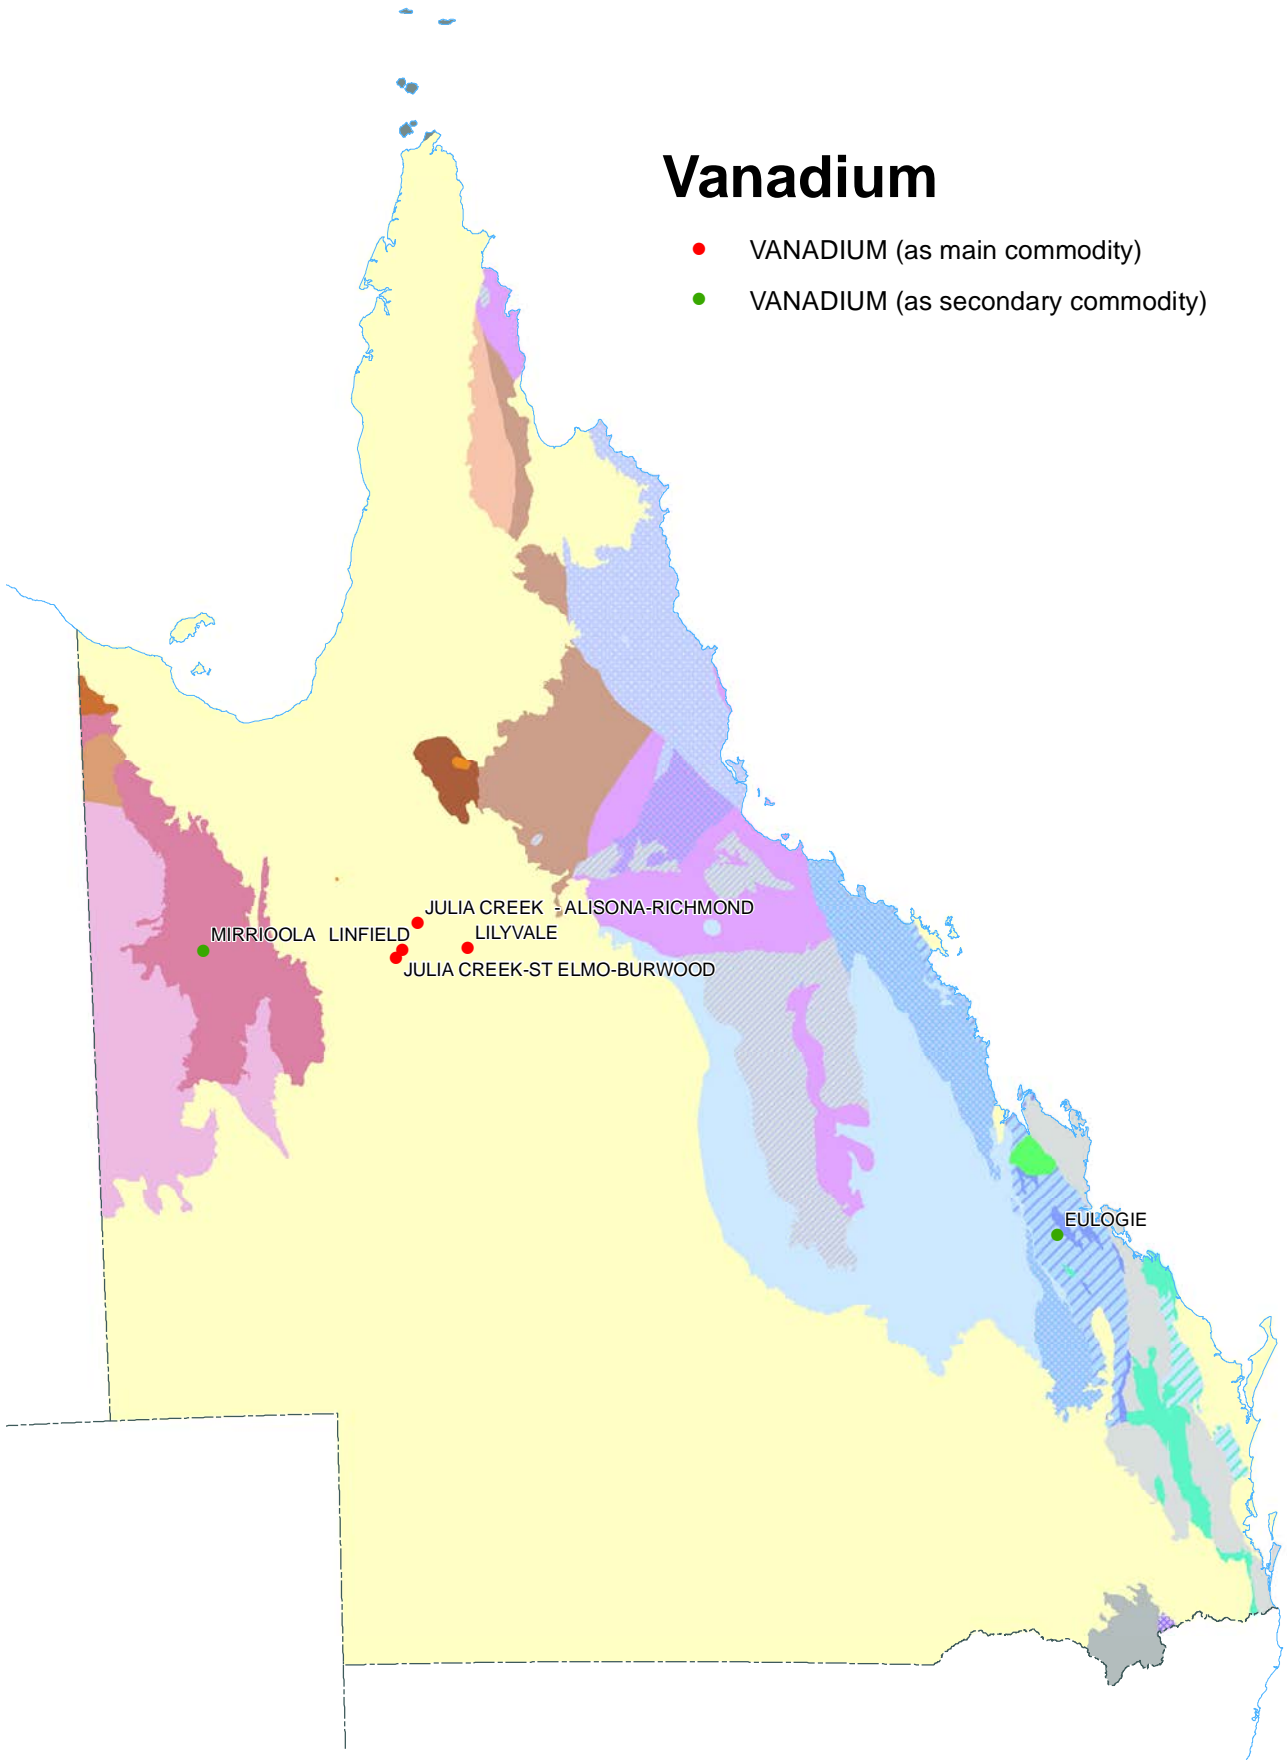 Vanadium
VANADIUM (as main commodity)
VANADIUM (as secondary commodity)
JULIA CREEK - ALISONA-RICHMOND
MIRRIOOLA
LINFIELD
LILYVALE
JULIA CREEK-ST ELMO-BURWOOD
EULOGIE